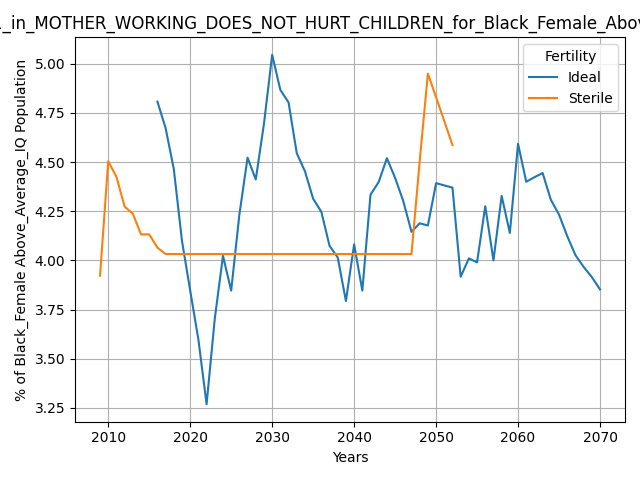 _in_MOTHER_WORKING_DOES_NOT_HURT_CHILDREN_for_Black_Female_Abov
% of Black_Female Above_Average_IQ Population
Fertility
Ideal
Sterile
5.00
4.75
4.50
4.25
4.00
3.75
3.50
3.25
2010 2020 2030 2040 2050 2060 2070
Years